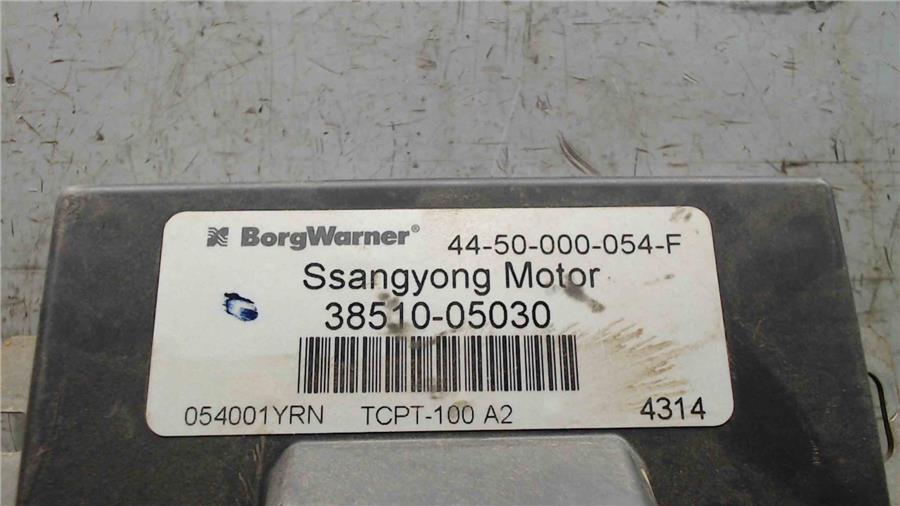 BorgWarner® 44-50-000-054-F
Ssangyong Motor
38510-05030
054001YRN TCPT-100 A2 4314